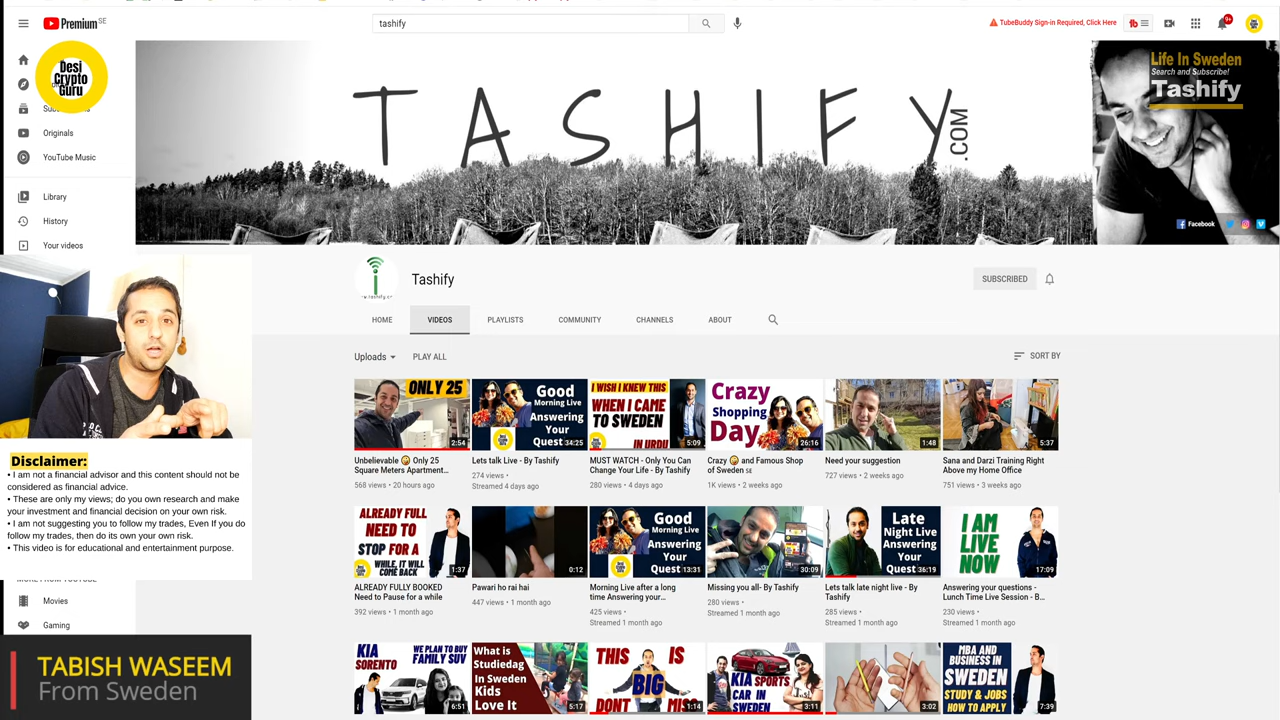 Premium SE
tashify
TubeBuddy Sign-in Required, Click Here
tb
9+
Desi
Crypto
Guru
Originals
YouTube Music
Library
History
Your videos
TASHIFY
.COM
Life In Sweden
Search and Subscribe!
Tashify
Facebook
Tashify
SUBSCRIBED
HOME
VIDEOS
PLAYLISTS
COMMUNITY
CHANNELS
ABOUT
Uploads
PLAY ALL
SORT BY
ONLY 25
2:54
Good
Morning Live
Answering
Your
Quest
34:25
I WISH I KNEW THIS
WHEN I CAME
TO SWEDEN
IN URDU
5:09
Crazy
Shopping
Day
26:16
1:48
5:37
Unbelievable 🤪 Only 25
Square Meters Apartment...
568 views • 20 hours ago
Lets talk Live - By Tashify
274 views •
Streamed 4 days ago
MUST WATCH - Only You Can
Change Your Life - By Tashify
280 views • 4 days ago
Crazy 🤪 and Famous Shop
of Sweden SE
1K views • 2 weeks ago
Need your suggestion
727 views • 2 weeks ago
Sana and Darzi Training Right
Above my Home Office
751 views • 3 weeks ago
ALREADY FULL
NEED TO
STOP FOR A
WHILE, IT WILL
COME BACK
1:37
0:12
Good
Morning Live
Answering
Your
Quest
13:31
30:09
Late
Night Live
Answering
Your
Quest
36:19
I AM
LIVE
NOW
17:09
ALREADY FULLY BOOKED
Need to Pause for a while
392 views • 1 month ago
Pawari ho rai hai
447 views • 1 month ago
Morning Live after a long
time Answering your...
425 views •
Streamed 1 month ago
Missing you all- By Tashify
280 views •
Streamed 1 month ago
Lets talk late night live - By
Tashify
285 views •
Streamed 1 month ago
Answering your questions -
Lunch Time Live Session - B...
230 views •
Streamed 1 month ago
KIA
SORENTO
WE PLAN TO BUY
FAMILY SUV
6:51
What is
Studiedag
In Sweden
Kids
Love It
5:17
THIS IS
BIG
DONT MISS
1:14
KIA SPORTS
CAR IN
SWEDEN
3:11
3:02
MBA AND
BUSINESS IN
SWEDEN
STUDY & JOBS
HOW TO APPLY
7:39
Disclaimer:
• I am not a financial advisor and this content should not be
considered as financial advice.
• These are only my views; do you own research and make
your investment and financial decision on your own risk.
• I am not suggesting you to follow my trades, Even If you do
follow my trades, then do its own your own risk.
• This video is for educational and entertainment purpose.
MORE FROM YOUTUBE
Movies
Gaming
TABISH WASEEM
From Sweden